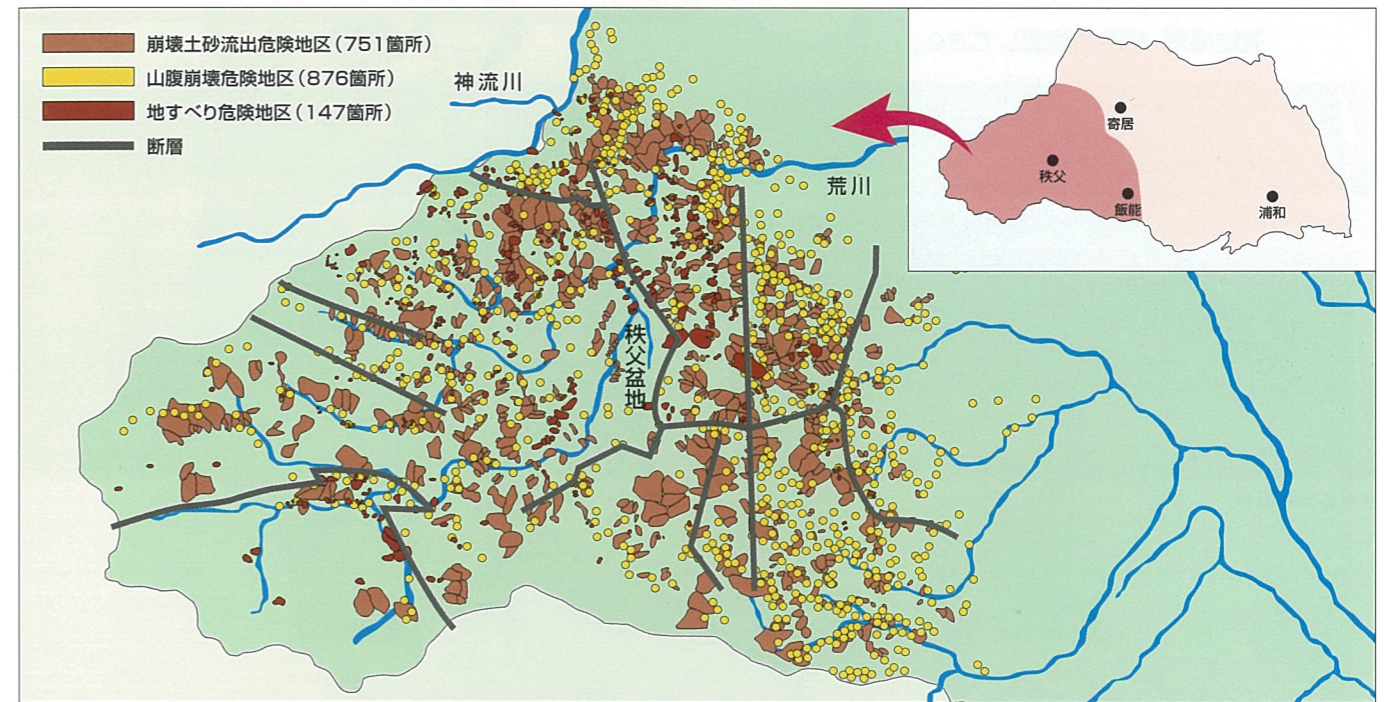 崩壊土砂流出危険地区(751箇所)
山腹崩壊危険地区(876箇所)
地すべり危険地区(147箇所)
断層
神流川
荒川
秩父盆地
寄居
秩父
飯能
浦和